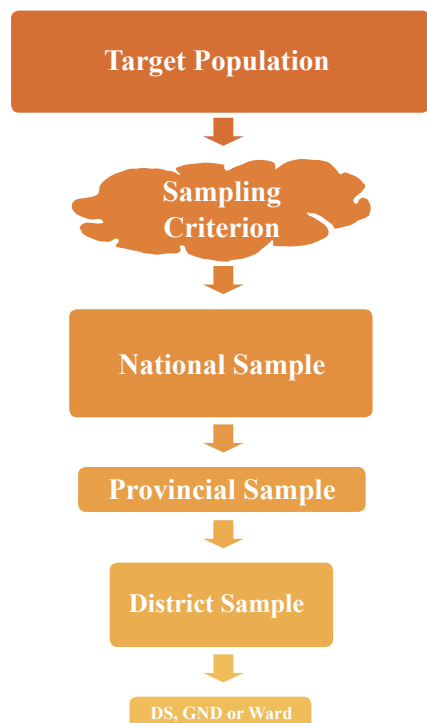 Target Population
Sampling
Criterion
National Sample
Provincial Sample
District Sample
DS, GND or Ward